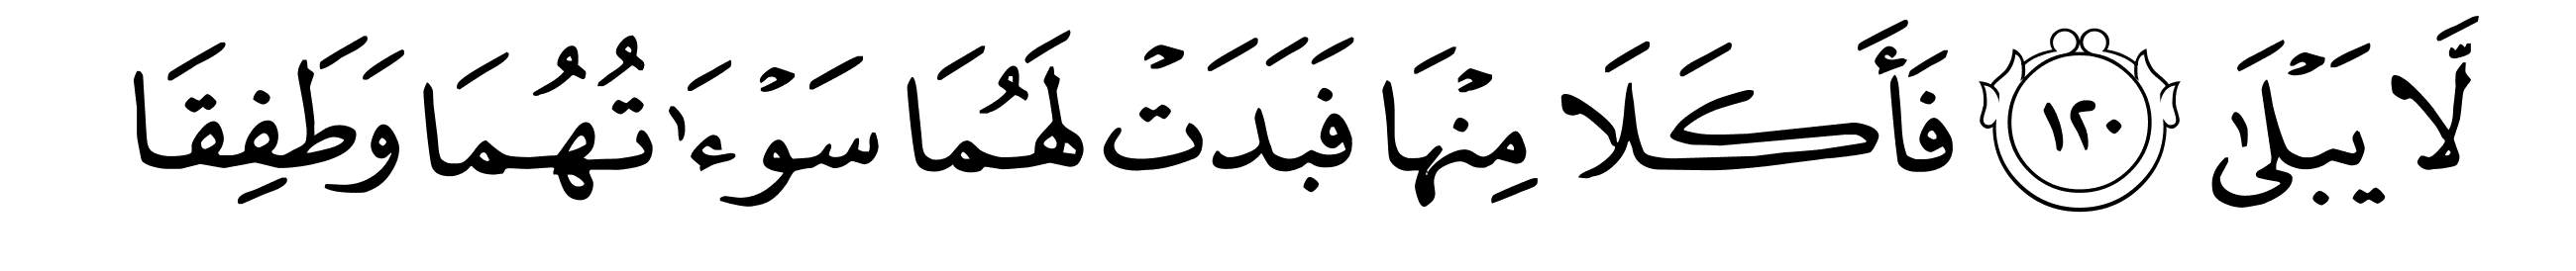 لَّا يَبْلَىٰ ١٢٠ فَأَكَلَا مِنْهَا فَبَدَتْ لَهُمَا سَوْءَٰتُهُمَا وَطَفِقَا